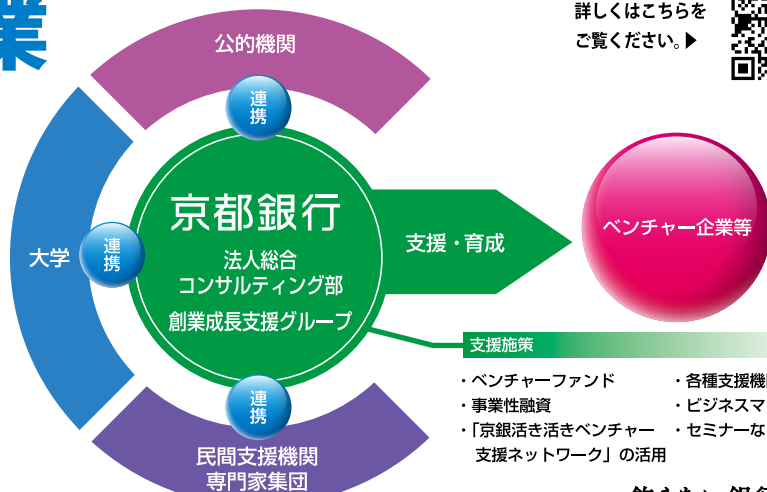 業
詳しくはこちらを
ご覧ください。▶
公的機関
連携
大学
連携
京都銀行
法人総合
コンサルティング部
創業成長支援グループ
支援・育成
ベンチャー企業等
連携
民間支援機関
専門家集団
支援施策
・ベンチャーファンド
・事業性融資
・「京銀活き活きベンチャー
支援ネットワーク」の活用
・各種支援機
・ビジネスマ
・セミナーな